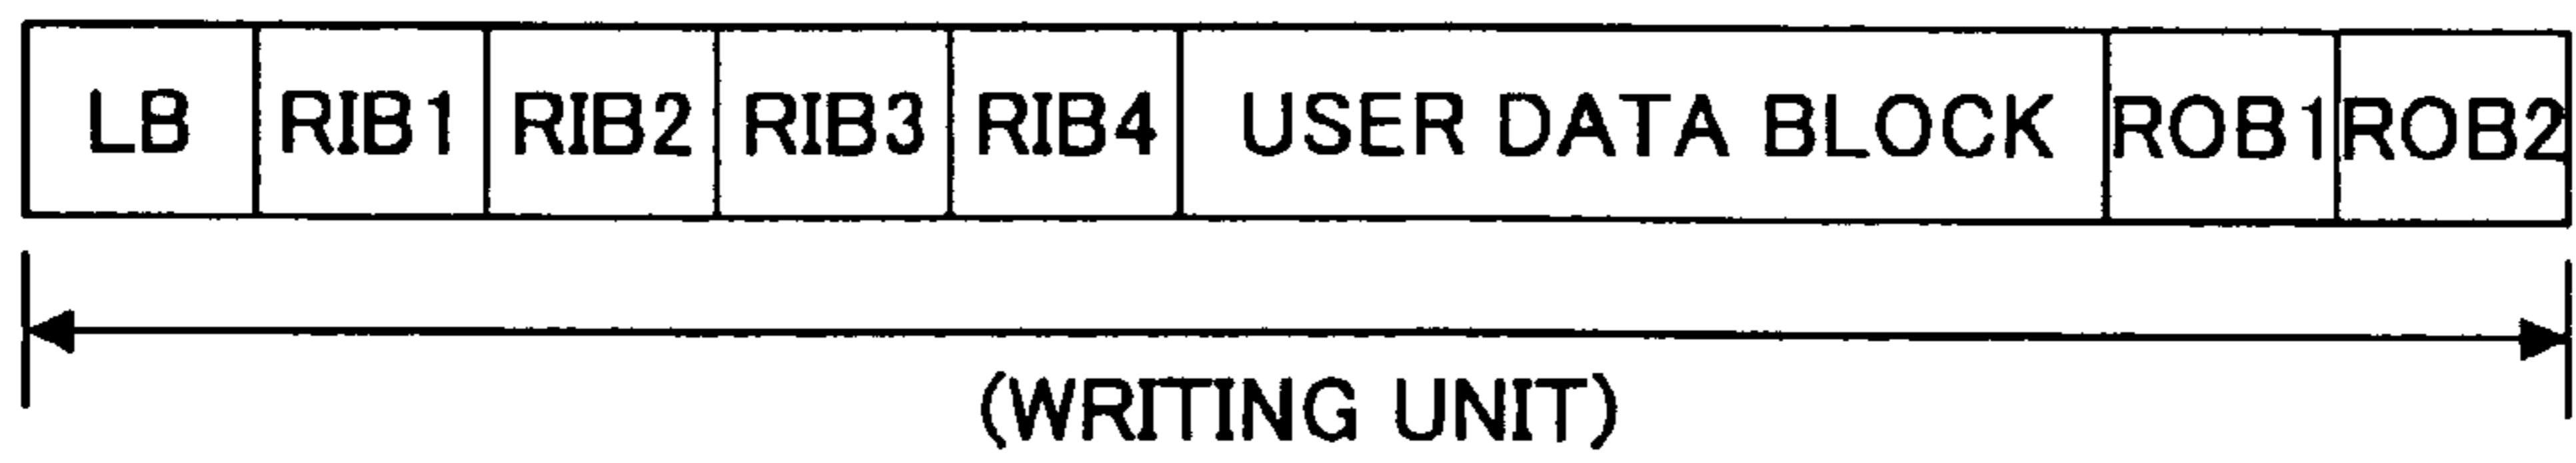 LB RIB1 RIB2 RIB3 RIB4 USER DATA BLOCK ROB1 ROB2
(WRITING UNIT)